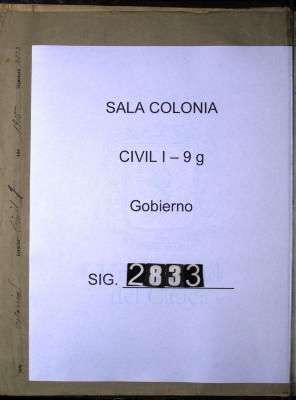 SALA COLONIA
CIVIL I – 9 g
Gobierno
SIG. 2833
del Cauca